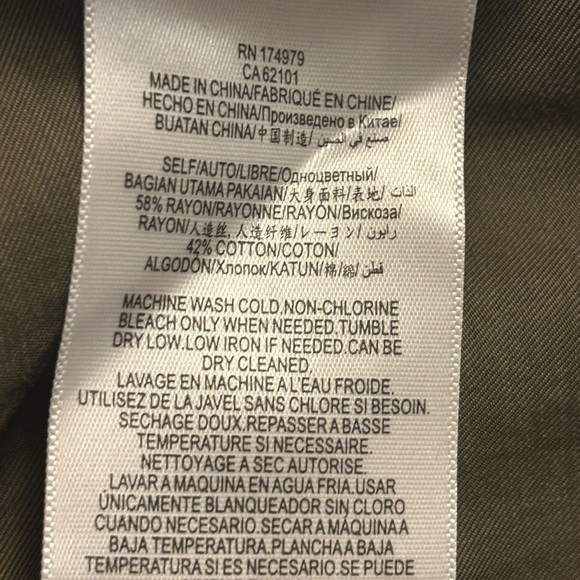 RN 174979
CA 62101
MADE IN CHINA/FABRIQUÉ EN CHINE/
HECHO EN CHINA/Произведено в Китае/
BUATAN CHINA/中国制造/صنع في الصين
SELF/AUTO/LIBRE/Одноцветный/
BAGIAN UTAMA PAKAIAN/大身面料/表地/الذات
58% RAYON/RAYONNE/RAYON/Вискоза/
RAYON/人造丝,人造纤维/レーヨン/رايون
42% COTTON/COTON/
ALGODÓN/Хлопок/KATUN/棉/綿/قطن
MACHINE WASH COLD.NON-CHLORINE
BLEACH ONLY WHEN NEEDED.TUMBLE
DRY LOW.LOW IRON IF NEEDED.CAN BE
DRY CLEANED.
LAVAGE EN MACHINE A L'EAU FROIDE.
UTILISEZ DE LA JAVEL SANS CHLORE SI BESOIN.
SECHAGE DOUX.REPASSER A BASSE
TEMPERATURE SI NECESSAIRE.
NETTOYAGE A SEC AUTORISE.
LAVAR A MAQUINA EN AGUA FRIA.USAR
ÚNICAMENTE BLANQUEADOR SIN CLORO
CUANDO NECESARIO.SECAR A MÁQUINA A
BAJA TEMPERATURA.PLANCHA A BAJA
TEMPERATURA SI ES NECESARIO.SE PUEDE